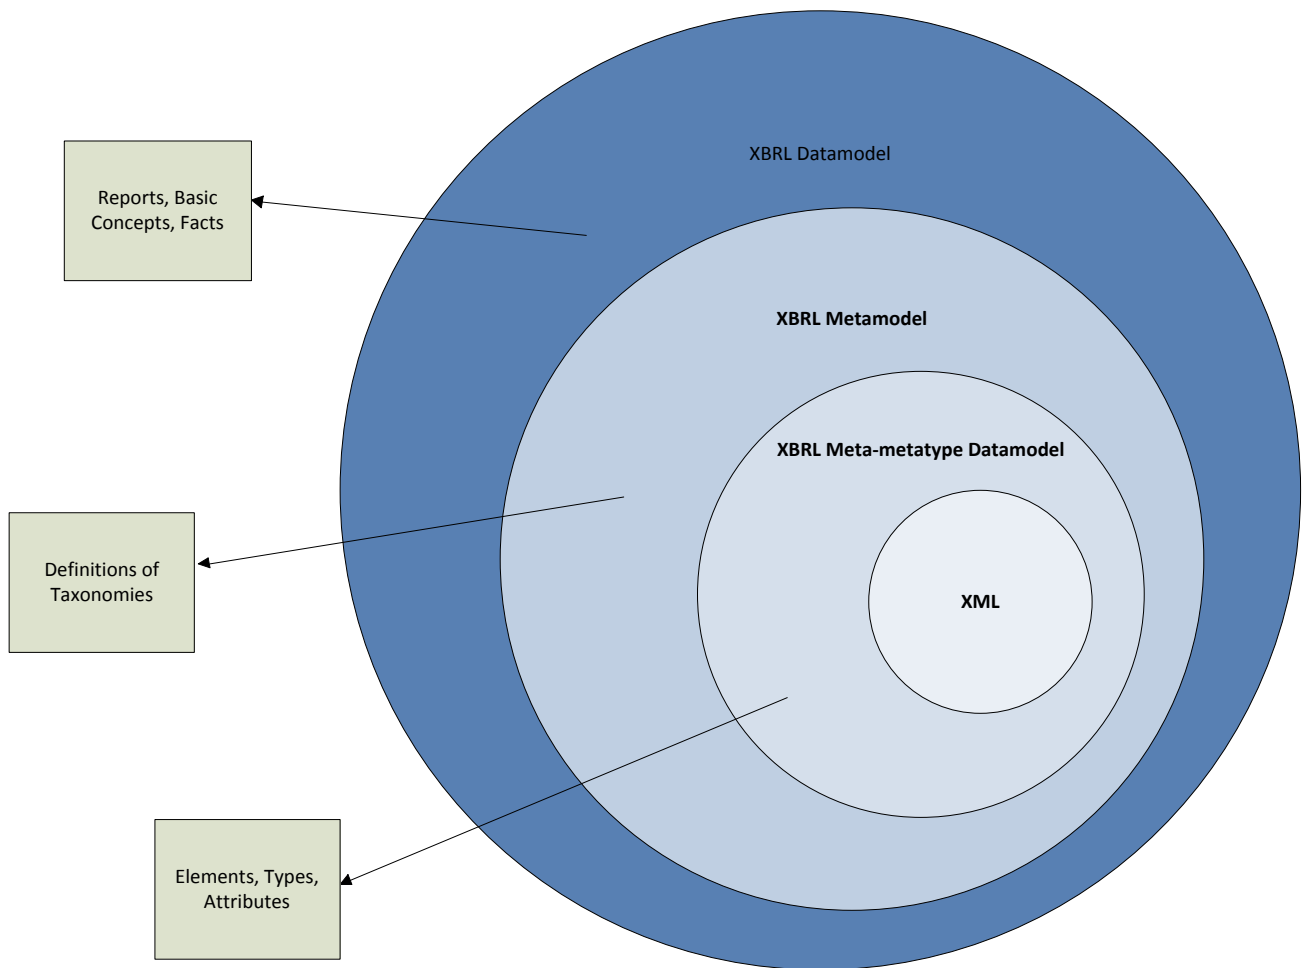 XBRL Datamodel
Reports, Basic
Concepts, Facts
XBRL Metamodel
XBRL Meta-metatype Datamodel
Definitions of
Taxonomies
XML
Elements, Types,
Attributes